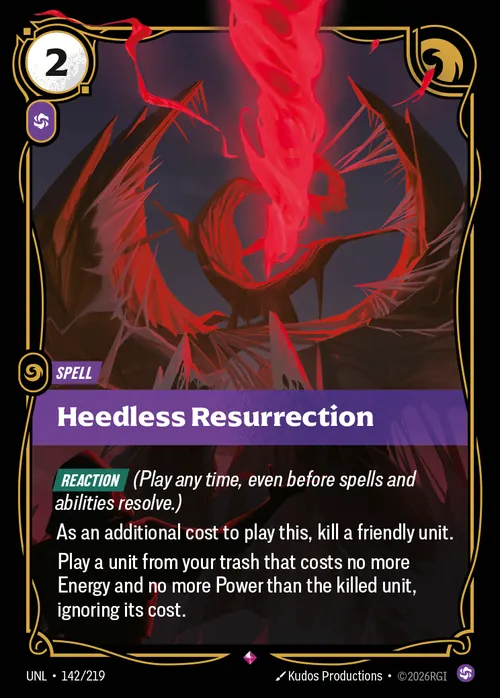 2
SPELL
Heedless Resurrection
REACTION (Play any time, even before spells and
abilities resolve.)
As an additional cost to play this, kill a friendly unit.
Play a unit from your trash that costs no more
Energy and no more Power than the killed unit,
ignoring its cost.
UNL • 142/219
Kudos Productions • ©2026RGI